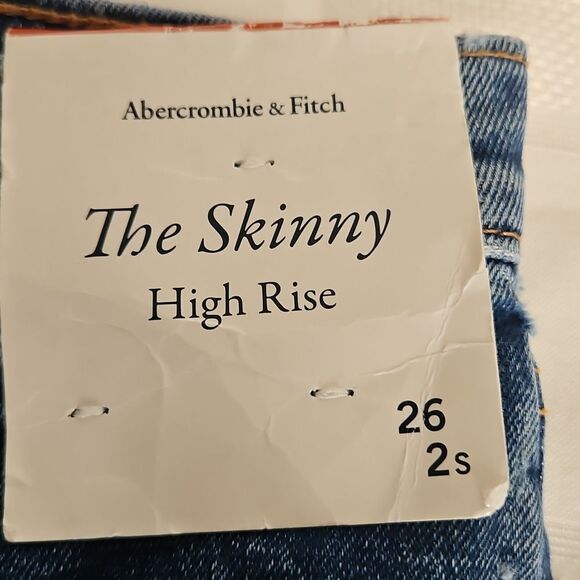 Abercrombie & Fitch
The Skinny
High Rise
26
2s